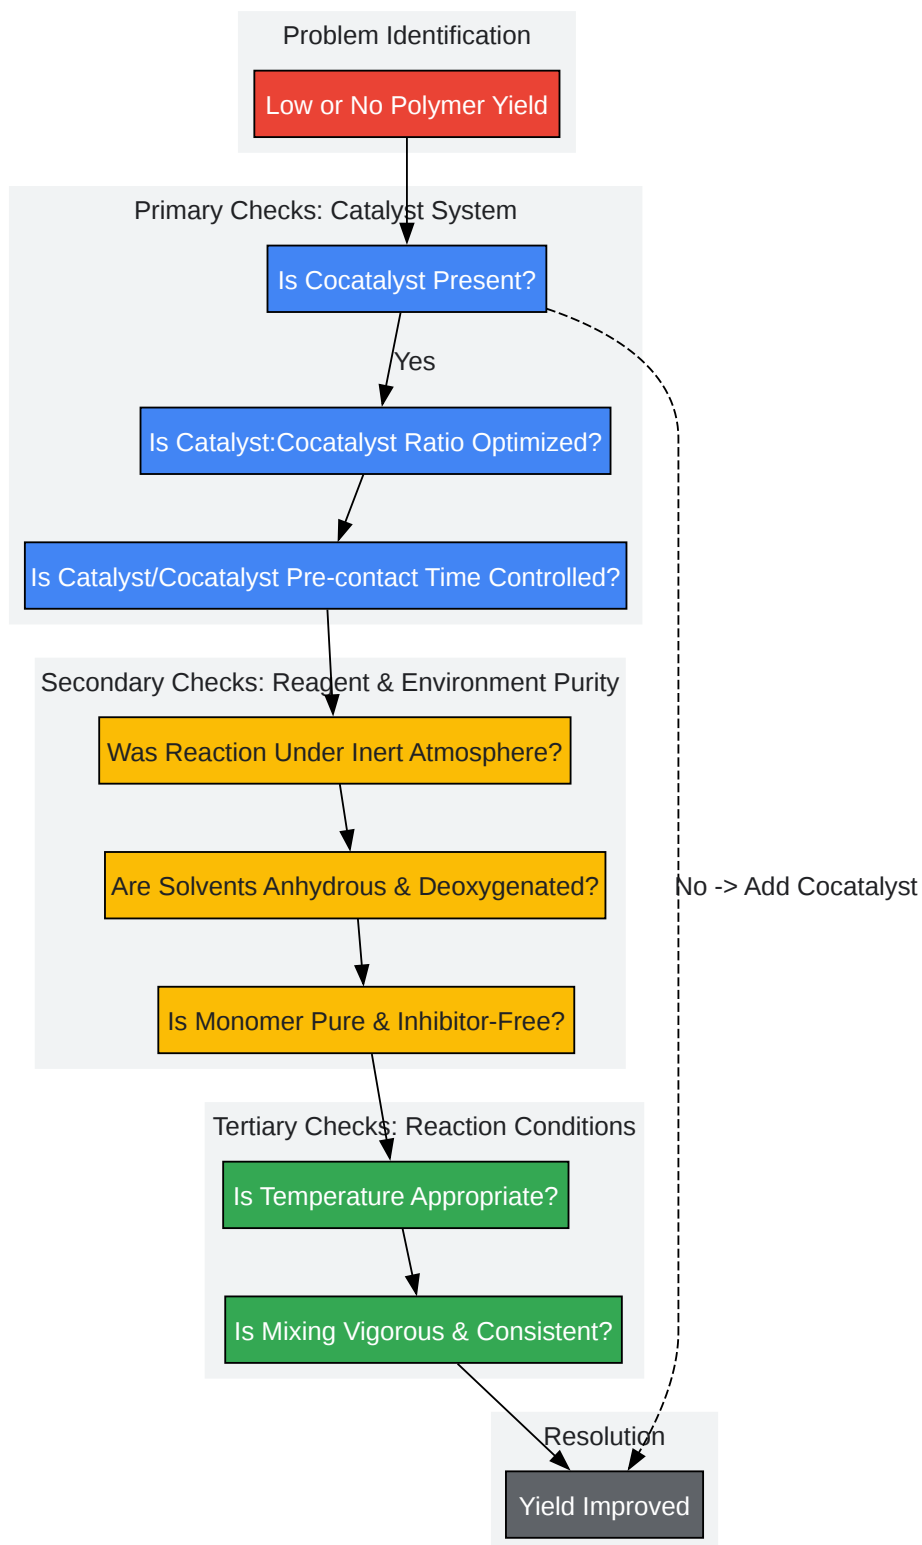 Problem Identification
Low or No Polymer Yield
Primary Checks: Catalyst System
Is Cocatalyst Present?
Yes
Is Catalyst:Cocatalyst Ratio Optimized?
Is Catalyst/Cocatalyst Pre-contact Time Controlled?
Secondary Checks: Reagent & Environment Purity
Was Reaction Under Inert Atmosphere?
Are Solvents Anhydrous & Deoxygenated?
No -> Add Cocatalyst
Is Monomer Pure & Inhibitor-Free?
Tertiary Checks: Reaction Conditions
Is Temperature Appropriate?
Is Mixing Vigorous & Consistent?
Resolution
Yield Improved